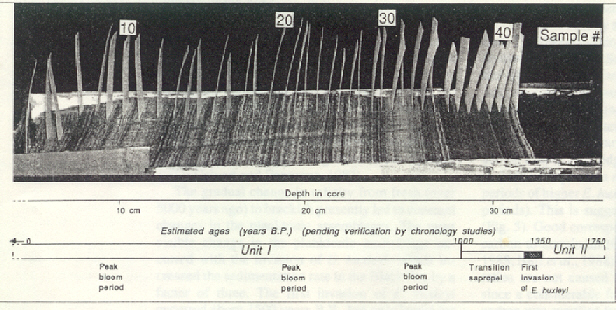 10
20
30
40
Sample #
Depth in core
10 cm 20 cm 30 cm
Estimated ages (years B.P.) (pending verification by chronology studies)
0 1000 1350 1750
Unit I Unit II
Peak bloom period
Peak bloom period
Peak bloom period
Transition sapropel
First invasion of E. huxleyi